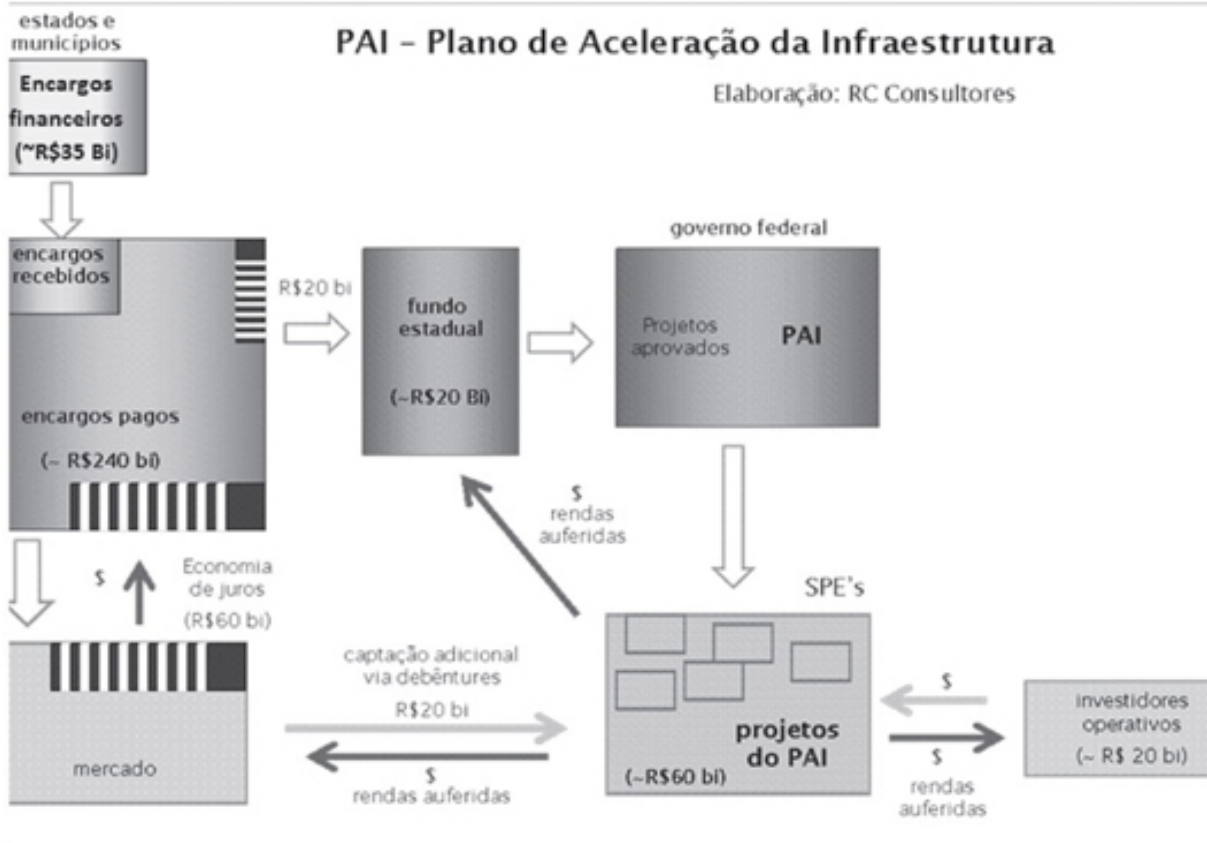 estados e
municípios
PAI – Plano de Aceleração da Infraestrutura
Elaboração: RC Consultores
Encargos
financeiros
(~R$35 Bi)
governo federal
encargos
recebidos
R$20 bi
fundo
estadual
(~R$20 Bi)
Projetos
aprovados
PAI
encargos pagos
(~ R$240 bi)
$
rendas
auferidas
$
Economia
de juros
(R$60 bi)
SPE's
captação adicional
via debêntures
R$20 bi
$
investidores
operativos
(~ R$ 20 bi)
projetos
do PAI
(~R$60 bi)
mercado
$
rendas auferidas
$
rendas
auferidas